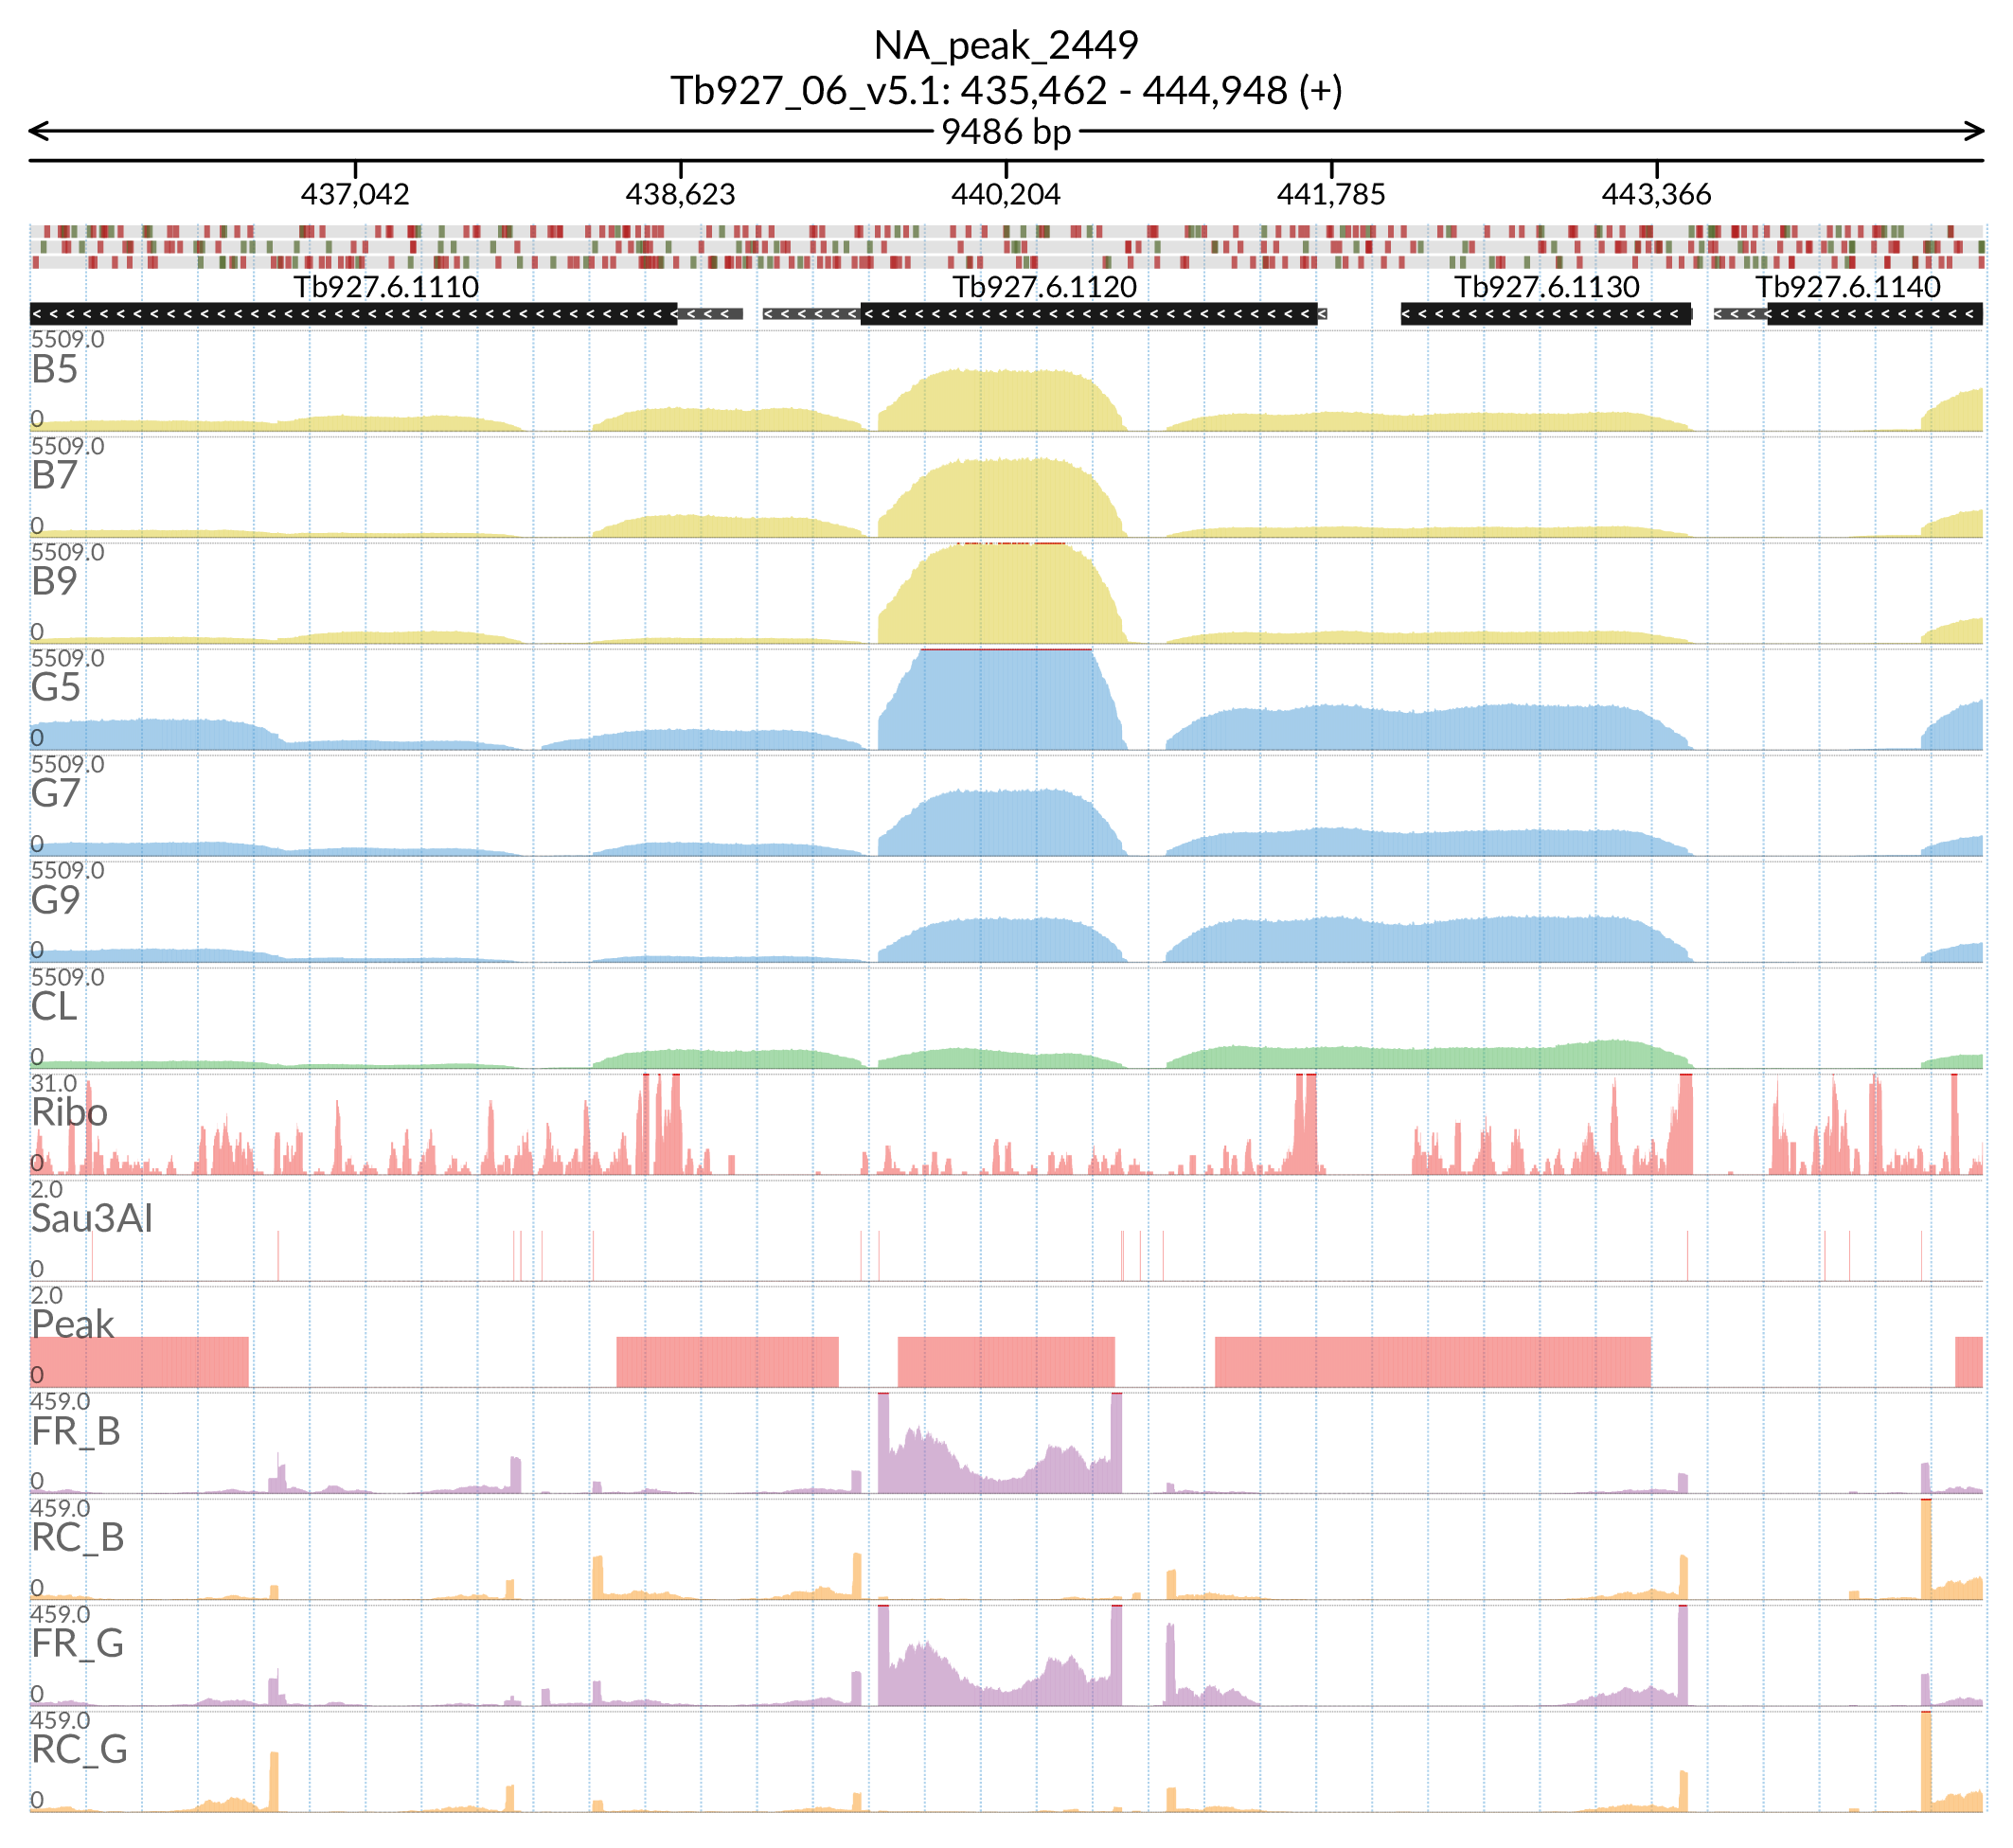 NA_peak_2449
Tb927_06_v5.1: 435,462 - 444,948 (+)
9486 bp
437,042 438,623 440,204 441,785 443,366
Tb927.6.1110 Tb927.6.1120 Tb927.6.1130 Tb927.6.1140
5509.0
B5
0
5509.0
B7
0
5509.0
B9
0
5509.0
G5
0
5509.0
G7
0
5509.0
G9
0
5509.0
CL
0
31.0
Ribo
0
2.0
Sau3AI
0
2.0
Peak
0
459.0
FR_B
0
459.0
RC_B
0
459.0
FR_G
0
459.0
RC_G
0